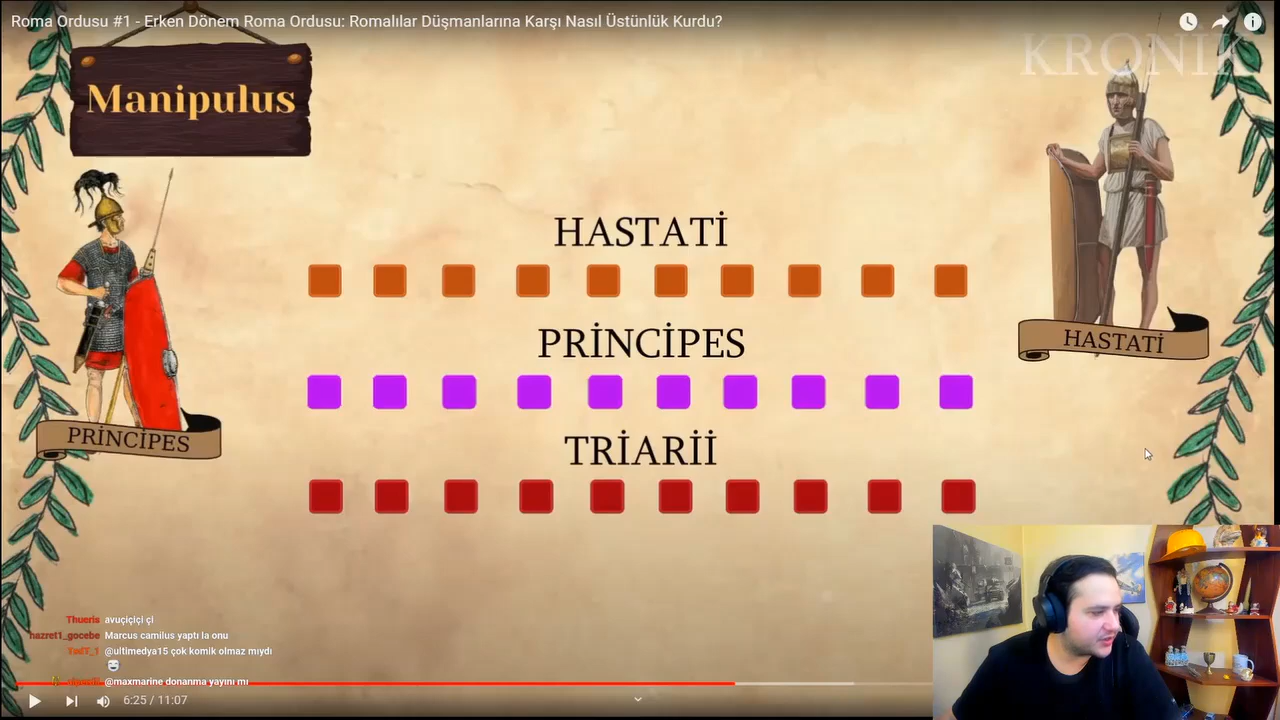 Roma Ordusu #1 - Erken Dönem Roma Ordusu: Romalılar Düşmanlarına Karşı Nasıl Üstünlük Kurdu?
KRONİK
Manipulus
HASTATİ
PRİNCİPES
HASTATİ
TRİARİİ
PRİNCİPES
Thueris avuçiçiçi çi
hazret1_gocebe Marcus camilus yaptı la onu
@ultimedya15 çok komik olmaz mıydı
@maxmarine donanma yayını mı
6:25 / 11:07